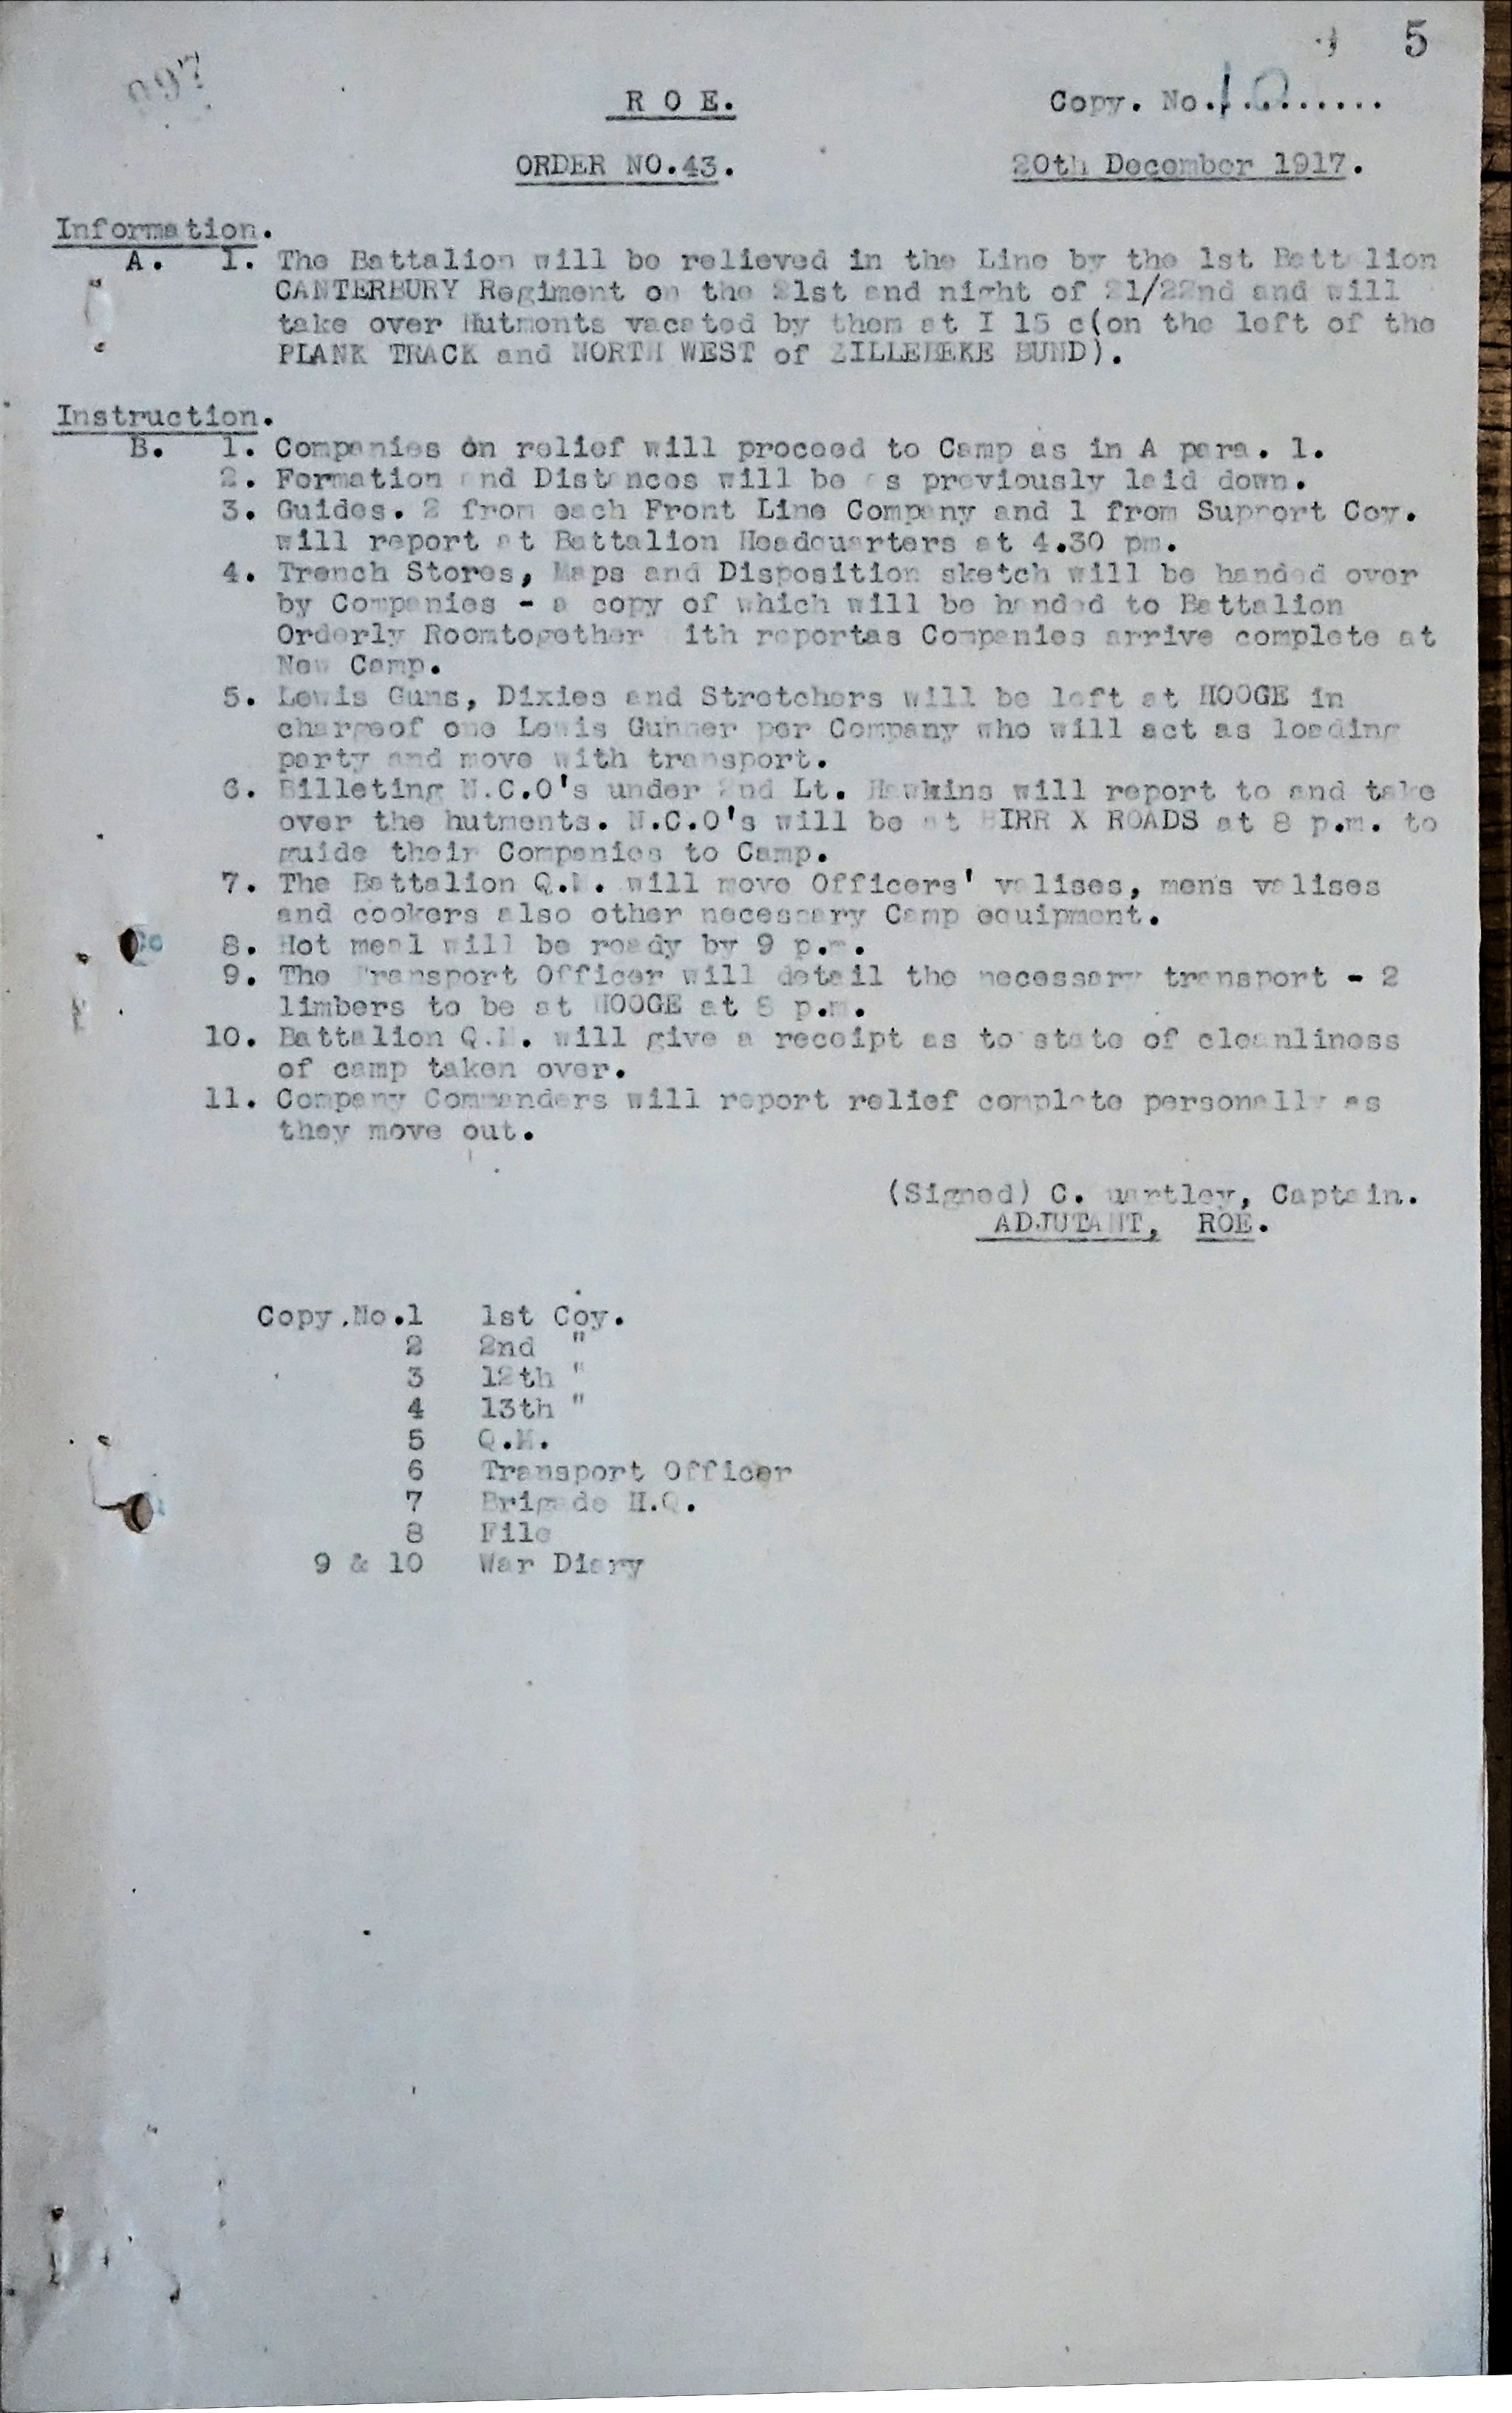 5
R O E.
Copy. No.10.......
ORDER NO.43.
20th December 1917.
Information.
A. 1. The Battalion will be relieved in the Line by the 1st Battalion
CANTERBURY Regiment on the 21st and night of 21/22nd and will
take over Hutments vacated by them at I 15 c(on the left of the
PLANK TRACK and NORTH WEST of ZILLEBEKE BUND).
Instruction.
B. 1. Companies on relief will proceed to Camp as in A para. 1.
2. Formation and Distances will be as previously laid down.
3. Guides. 2 from each Front Line Company and 1 from Support Coy.
will report at Battalion Headquarters at 4.30 pm.
4. Trench Stores, Maps and Disposition sketch will be handed over
by Companies - a copy of which will be handed to Battalion
Orderly Roomtogether with reportas Companies arrive complete at
New Camp.
5. Lewis Guns, Dixies and Stretchers will be left at HOOGE in
chargeof one Lewis Gunner per Company who will act as loading
party and move with transport.
6. Billeting N.C.O's under 2nd Lt. Hawkins will report to and take
over the hutments. N.C.O's will be at BIRR X ROADS at 8 p.m. to
guide their Companies to Camp.
7. The Battalion Q.M. will move Officers' valises, men's valises
and cookers also other necessary Camp equipment.
8. Hot meal will be ready by 9 p.m.
9. The Transport Officer will detail the necessary transport - 2
limbers to be at HOOGE at 8 p.m.
10. Battalion Q.M. will give a receipt as to state of cleanliness
of camp taken over.
11. Company Commanders will report relief complete personally as
they move out.
(Signed) C. Captain.
ADJUTANT, ROE.
Copy.No.1 1st Coy.
2 2nd "
3 12th "
4 13th "
5 Q.M.
6 Transport Officer
7 Brigade H.Q.
8 File
9 & 10 War Diary